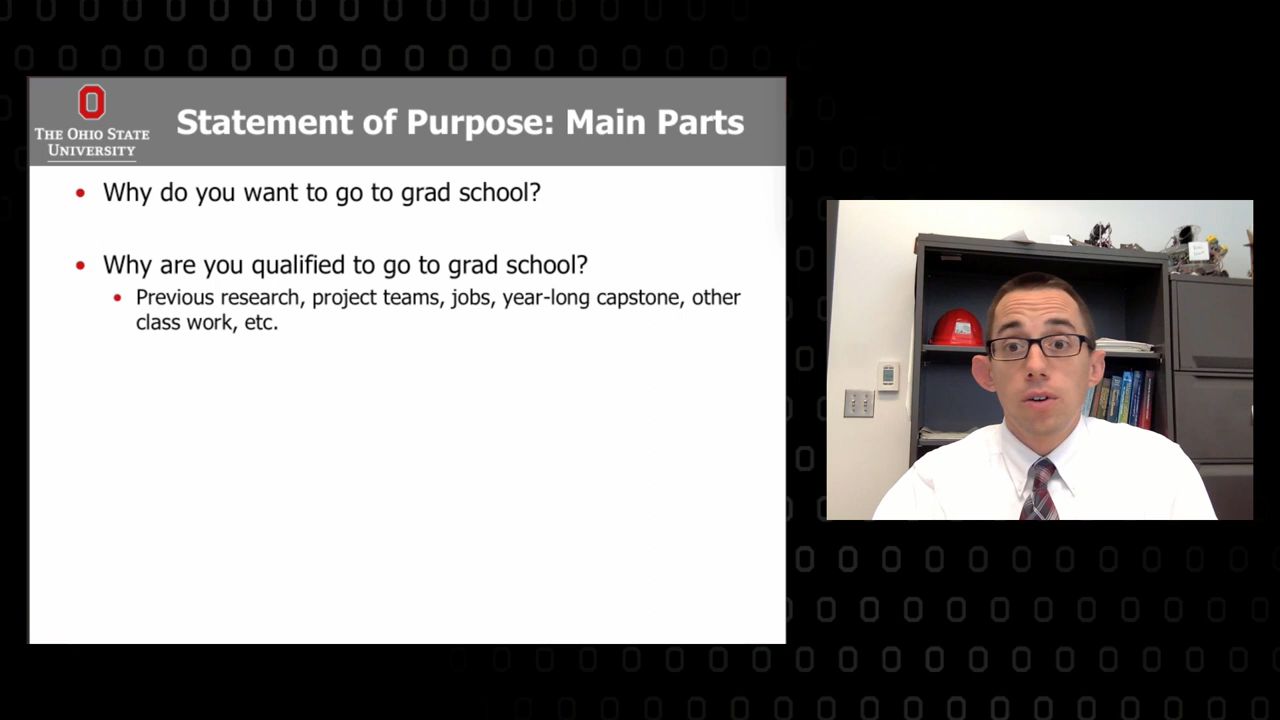 THE OHIO STATE
UNIVERSITY
Statement of Purpose: Main Parts
• Why do you want to go to grad school?
• Why are you qualified to go to grad school?
• Previous research, project teams, jobs, year-long capstone, other
class work, etc.